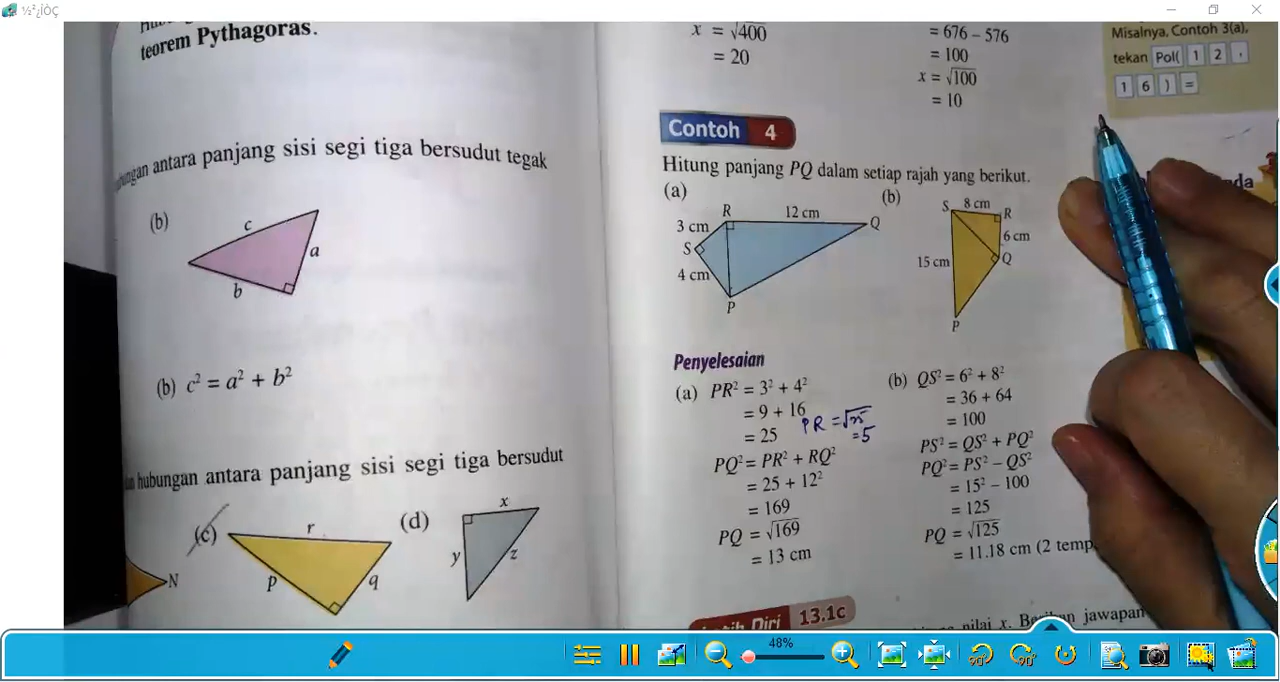 teorem Pythagoras.
antara panjang sisi segi tiga bersudut tegak
(b)
c
a
b
(b) c² = a² + b²
hubungan antara panjang sisi segi tiga bersudut
(c)
r
p
q
(d)
x
y
z
N
x = √400
= 20
= 676 – 576
= 100
x = √100
= 10
Misalnya, Contoh 3(a),
tekan Pol( 1 2 ,
1 6 ) =
Contoh 4
Hitung panjang PQ dalam setiap rajah yang berikut.
(a)
R
12 cm
Q
3 cm
S
4 cm
P
(b)
S
8 cm
R
6 cm
Q
15 cm
P
Penyelesaian
(a) PR² = 3² + 4²
= 9 + 16
= 25
PR = √25
= 5
PQ² = PR² + RQ²
= 25 + 12²
= 169
PQ = √169
= 13 cm
(b) QS² = 6² + 8²
= 36 + 64
= 100
PS² = QS² + PQ²
PQ² = PS² – QS²
= 15² – 100
= 125
PQ = √125
= 11.18 cm (2 temp
Diri 13.1c
nilai x. jawapan
48%